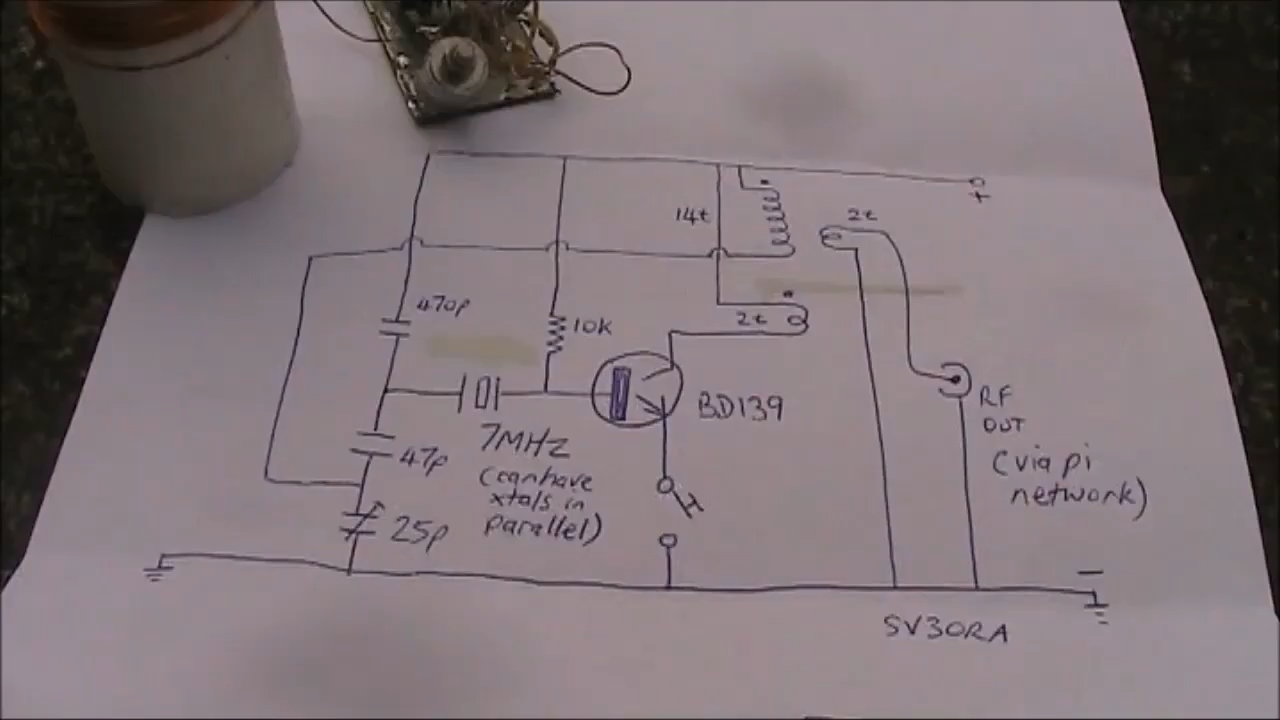 +
14t
2t
470p
10K
2t
BD139
RF
OUT
(via pi
network)
7MHZ
(can have
xtals in
parallel)
47p
25p
SV3ORA